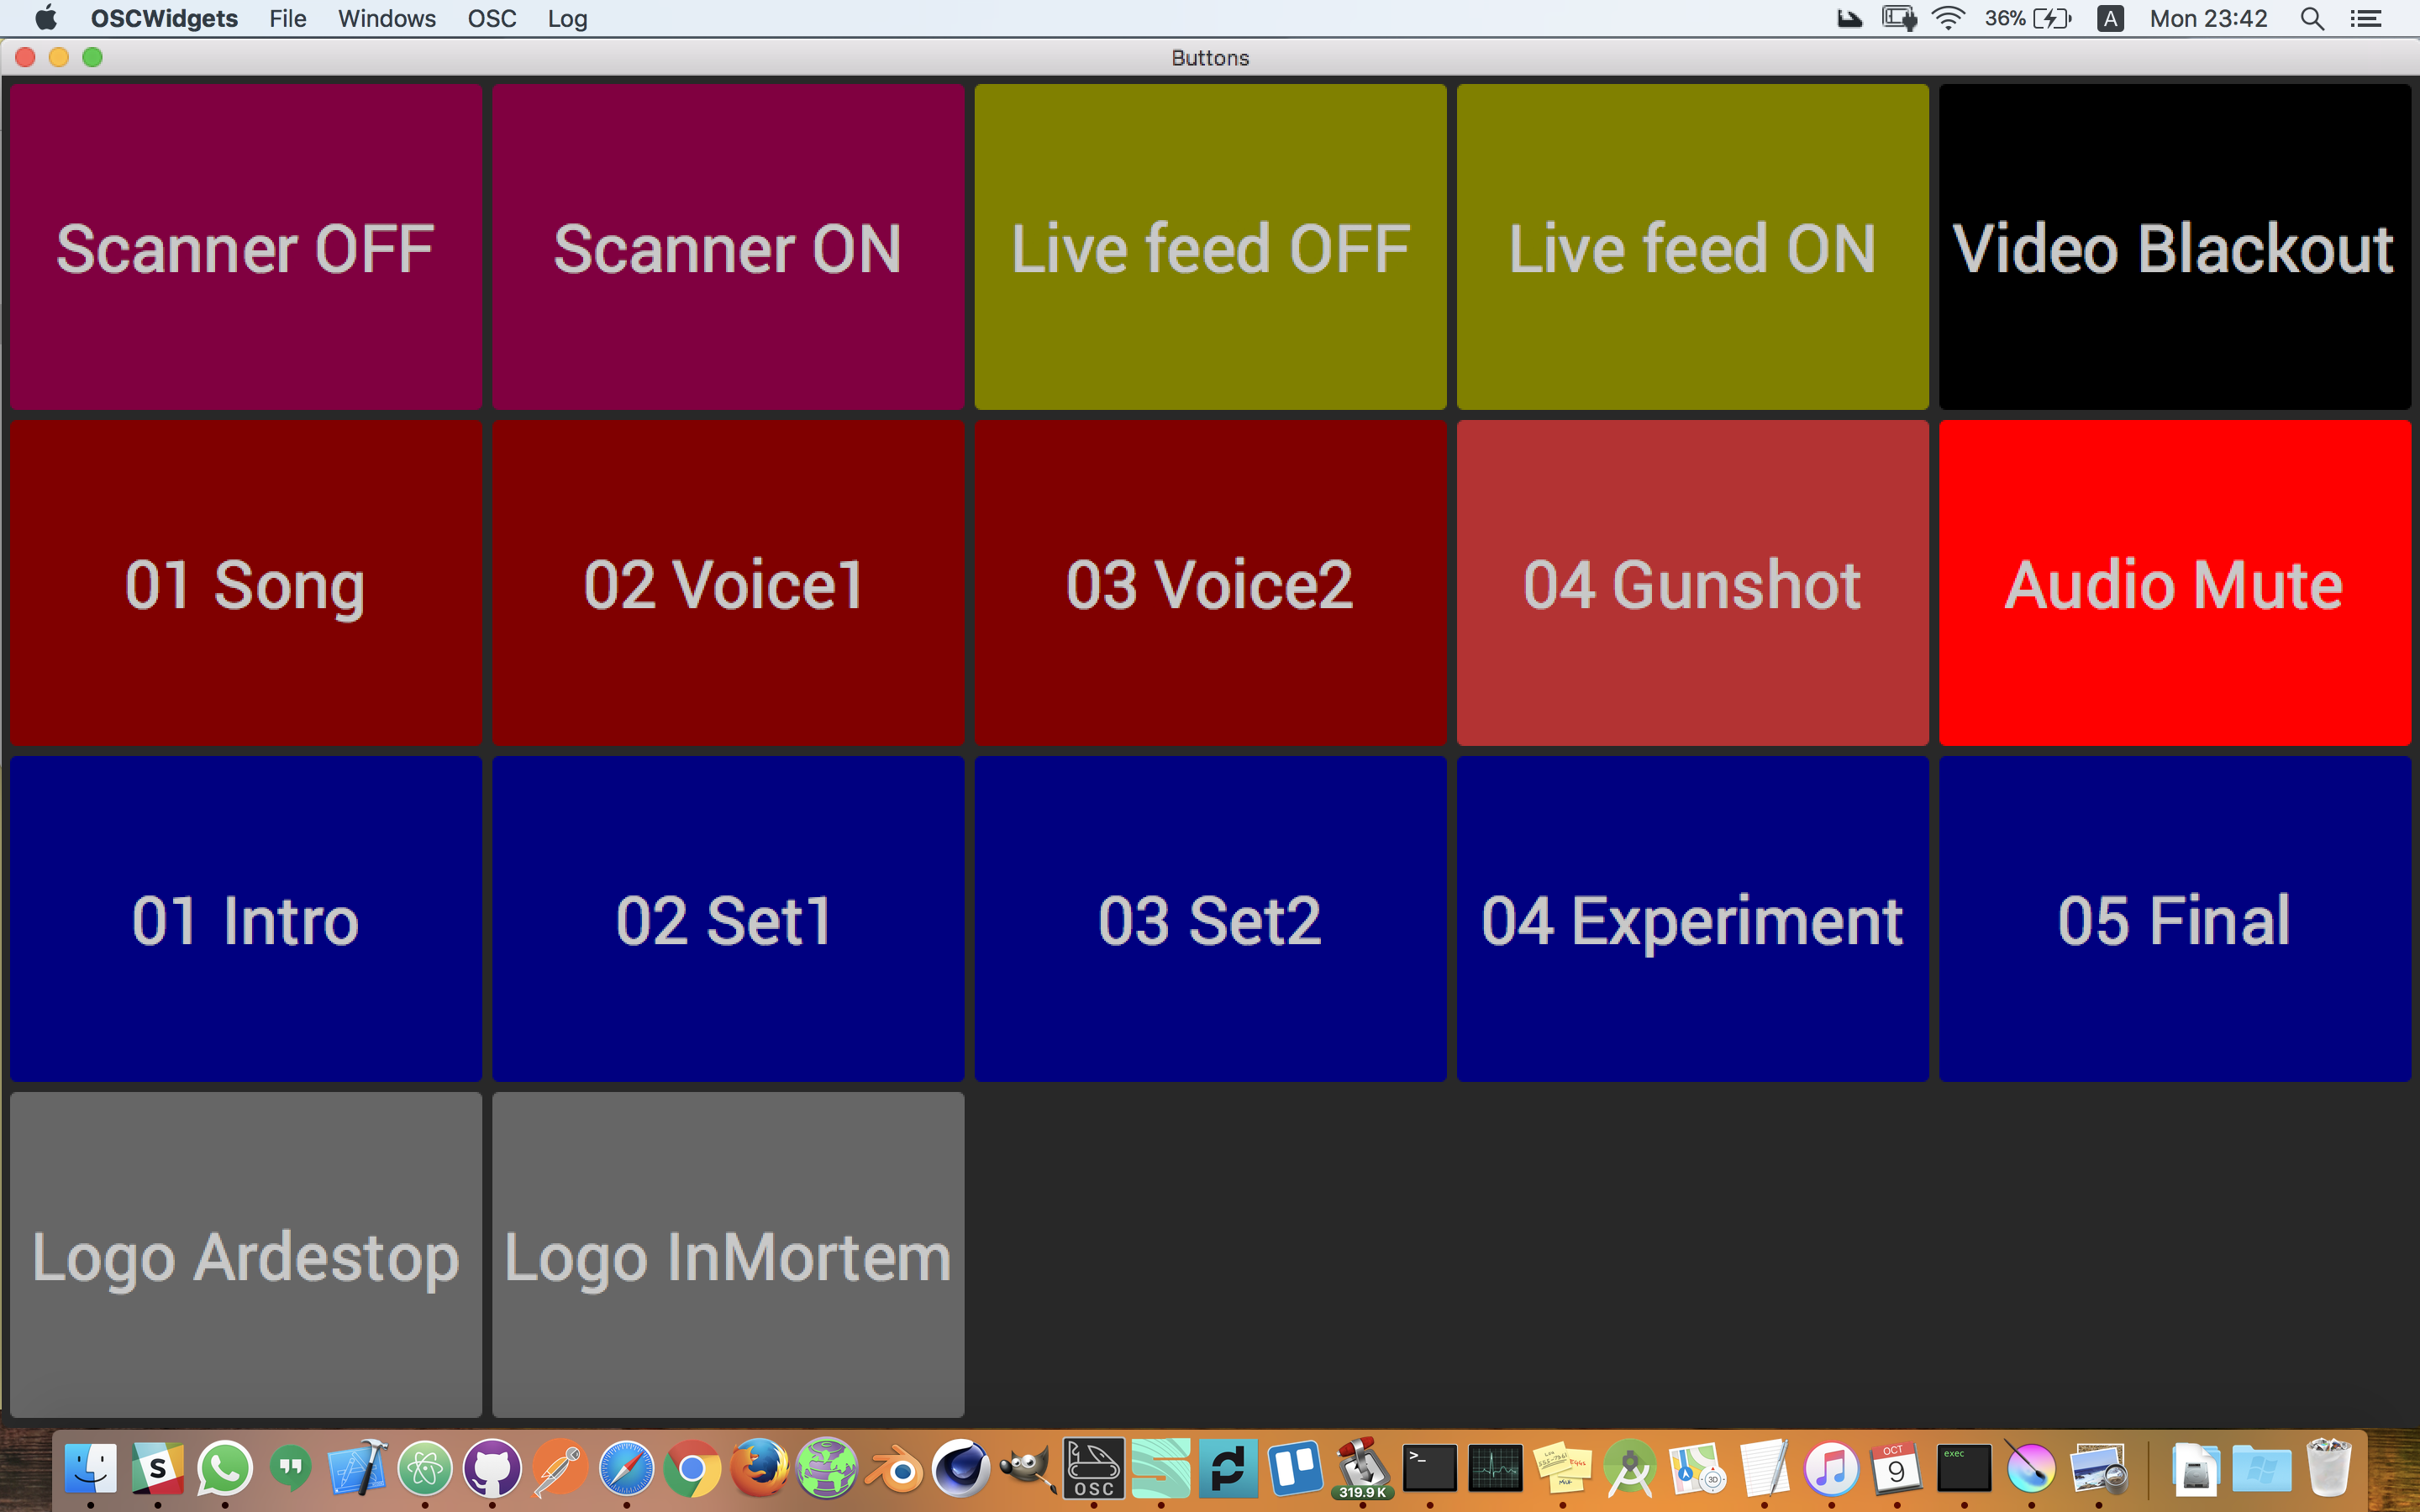 OSCWidgets File Windows OSC Log 36% A Mon 23:42
Buttons
Scanner OFF Scanner ON Live feed OFF Live feed ON Video Blackout
01 Song 02 Voice1 03 Voice2 04 Gunshot Audio Mute
01 Intro 02 Set1 03 Set2 04 Experiment 05 Final
Logo Ardestop Logo InMortem
S OSC 319.9 K >_ 3D OCT 9 exec